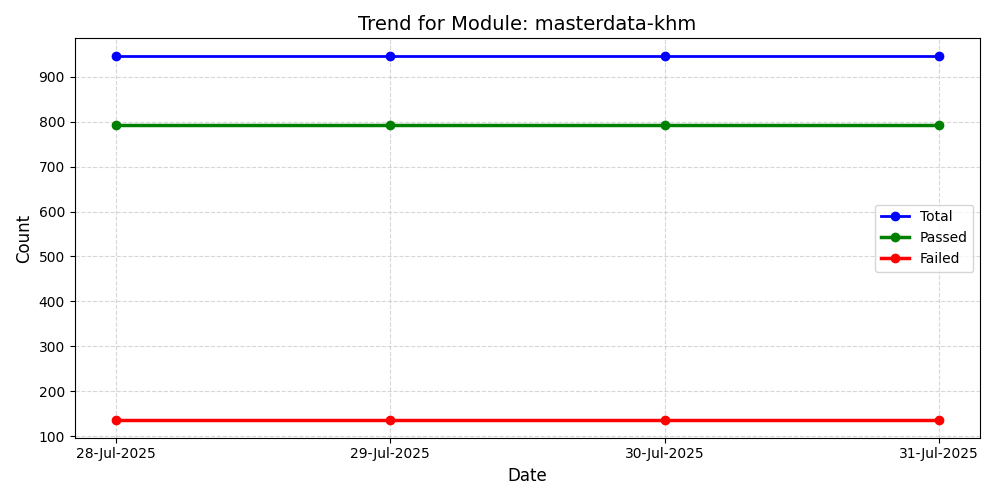 Trend for Module: masterdata-khm
Count
900
800
700
600
500
400
300
200
100
Total
Passed
Failed
28-Jul-2025
29-Jul-2025
30-Jul-2025
31-Jul-2025
Date